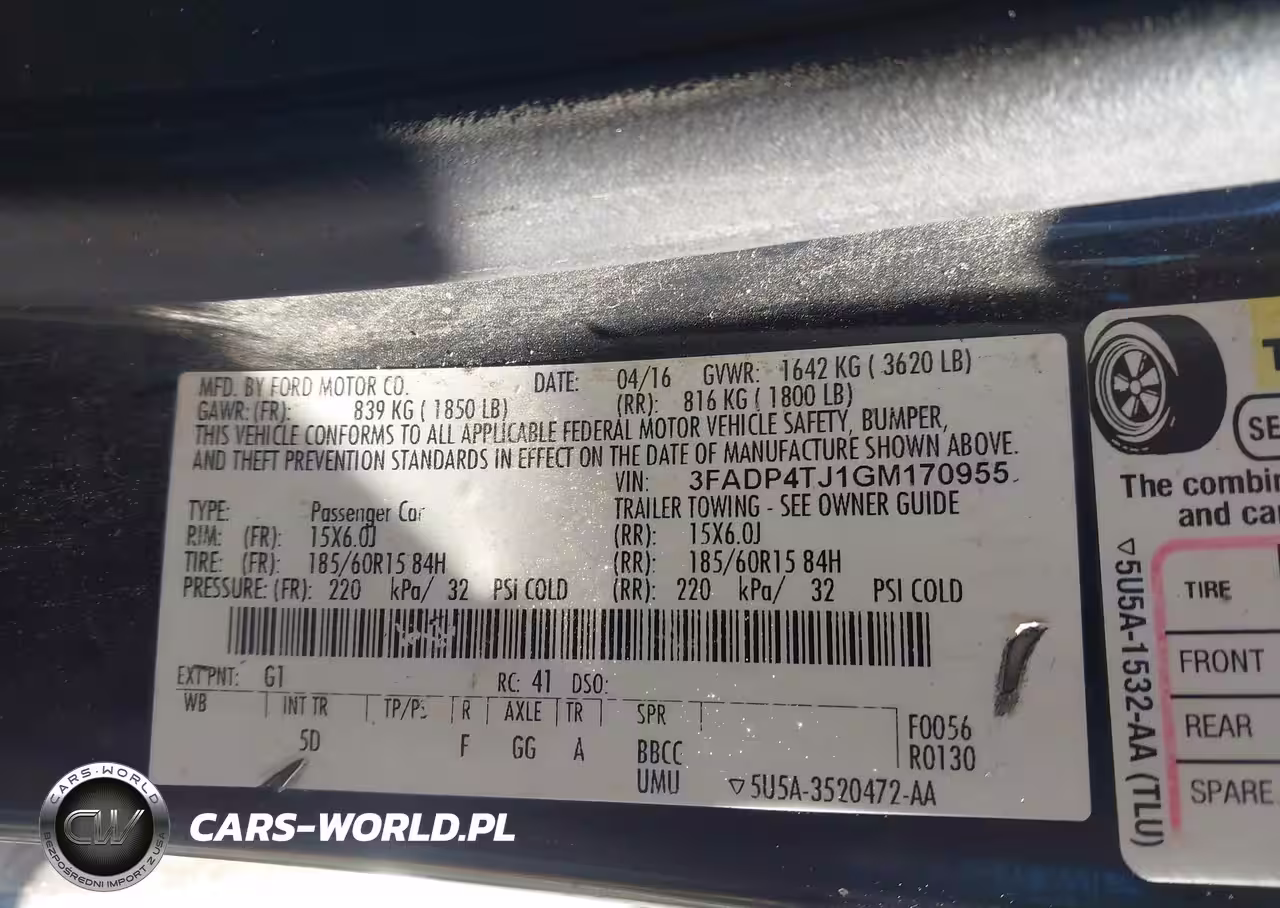 MFD. BY FORD MOTOR CO. DATE: 04/16 GVWR: 1642 KG ( 3620 LB)
GAWR: (FR): 839 KG ( 1850 LB) (RR): 816 KG ( 1800 LB)
THIS VEHICLE CONFORMS TO ALL APPLICABLE FEDERAL MOTOR VEHICLE SAFETY, BUMPER,
AND THEFT PREVENTION STANDARDS IN EFFECT ON THE DATE OF MANUFACTURE SHOWN ABOVE.
VIN: 3FADP4TJ1GM170955
TYPE: Passenger Car TRAILER TOWING - SEE OWNER GUIDE
RIM: (FR): 15X6.0J (RR): 15X6.0J
TIRE: (FR): 185/60R15 84H (RR): 185/60R15 84H
PRESSURE: (FR): 220 kPa/ 32 PSI COLD (RR): 220 kPa/ 32 PSI COLD
EXT PNT: G1 RC: 41 DSO:
WB INT TR TP/PS R AXLE TR SPR
5D F GG A BBCC
UMU
F0056
R0130
▽5U5A-3520472-AA
The combin
and ca
▽5U5A-1532-AA (TLU)
TIRE
FRONT
REAR
SPARE
CARS-WORLD
CW
BEZPOŚREDNI IMPORT Z USA
CARS-WORLD.PL